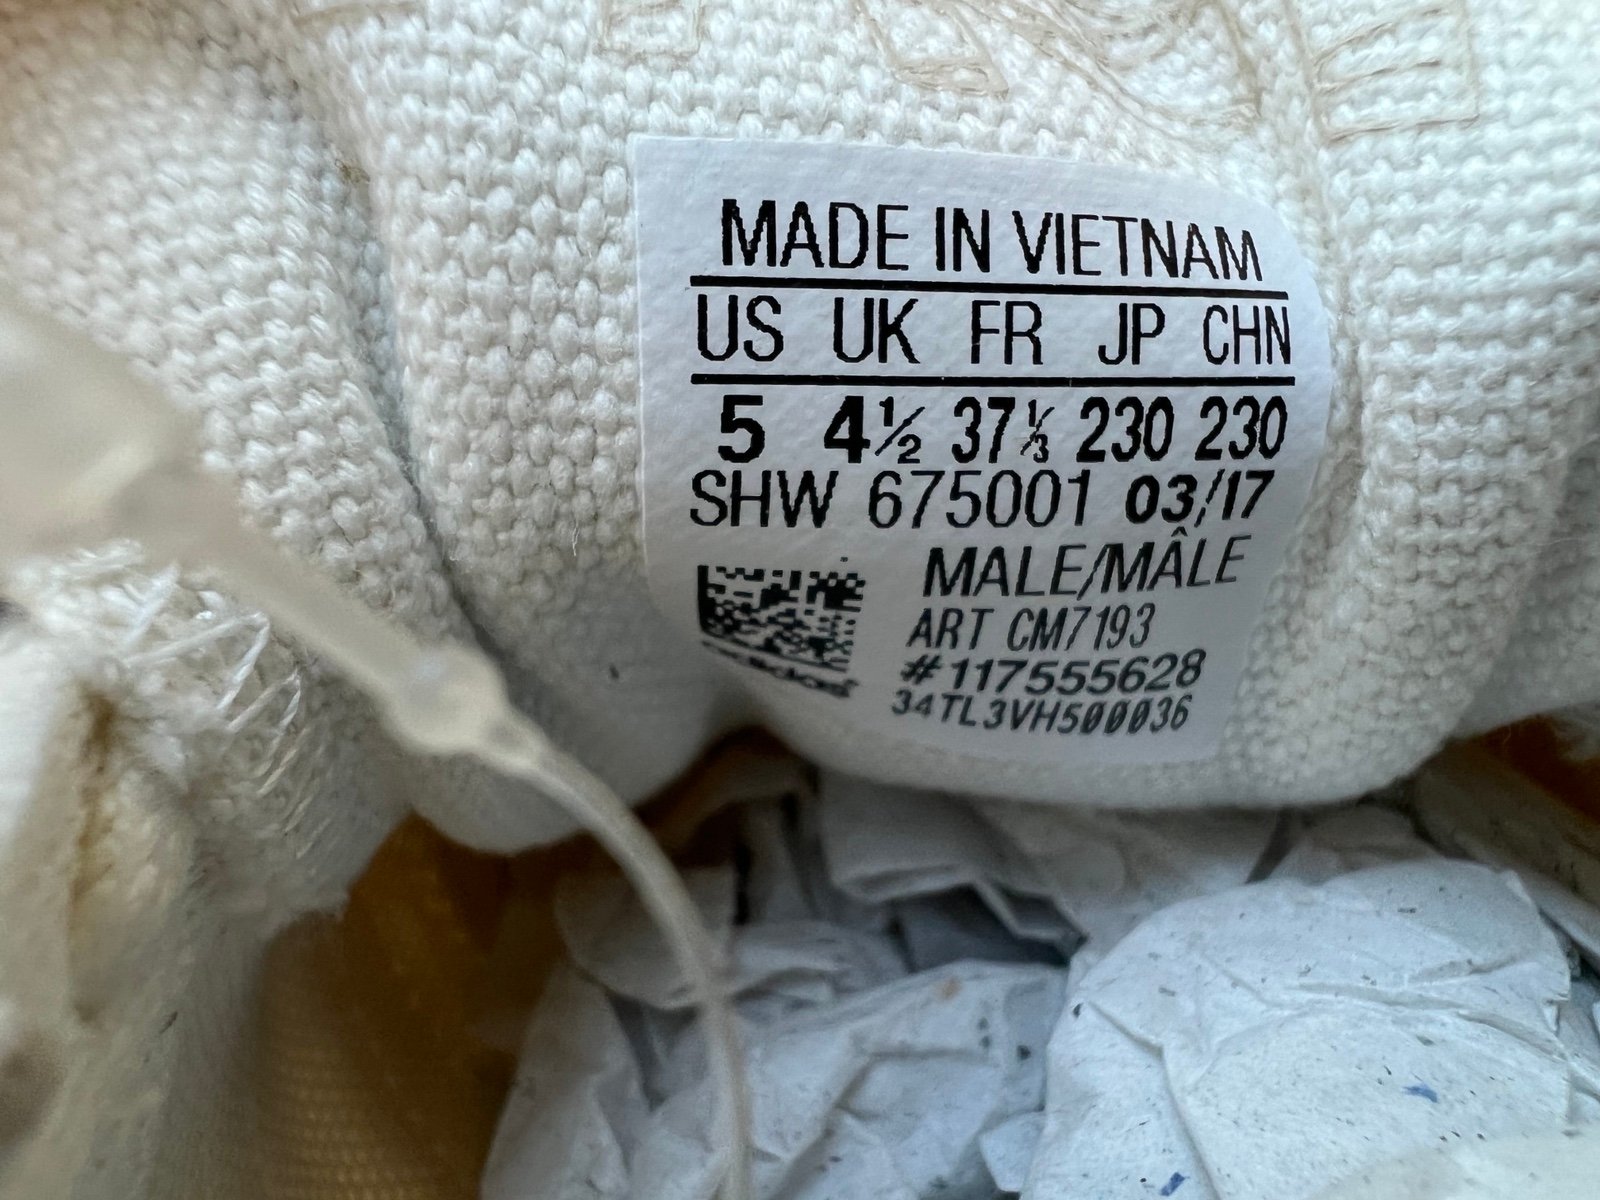 MADE IN VIETNAM
US UK FR JP CHN
5 4½ 37⅓ 230 230
SHW 675001 03/17
MALE/MÂLE
ART CM7193
#117555628
34TL3VH500036
adidas